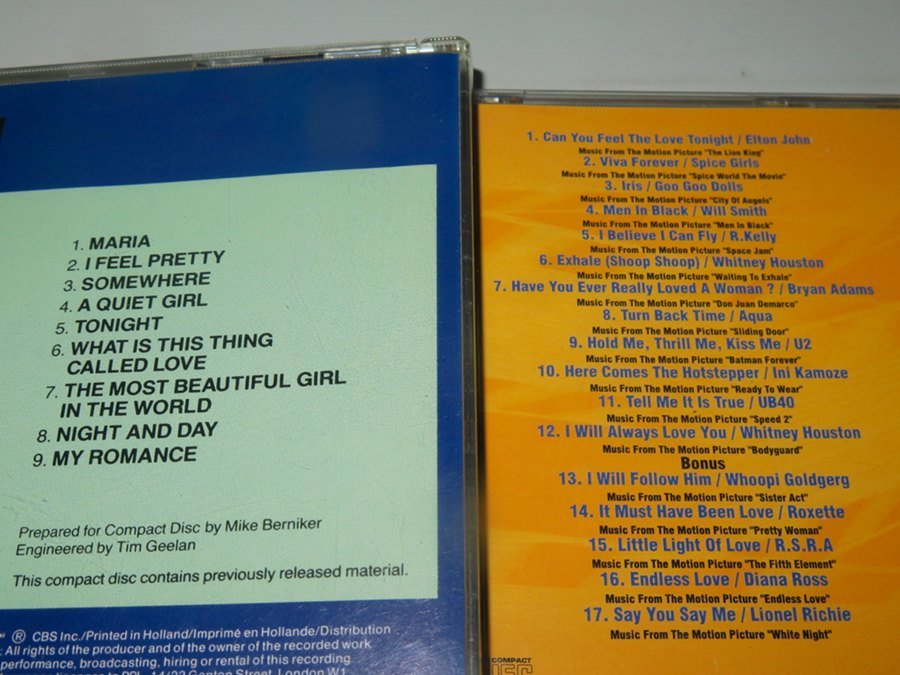 1. MARIA
2. I FEEL PRETTY
3. SOMEWHERE
4. A QUIET GIRL
5. TONIGHT
6. WHAT IS THIS THING
CALLED LOVE
7. THE MOST BEAUTIFUL GIRL
IN THE WORLD
8. NIGHT AND DAY
9. MY ROMANCE
Prepared for Compact Disc by Mike Berniker
Engineered by Tim Geelan
This compact disc contains previously released material.
℗ CBS Inc./Printed in Holland/Imprimé en Hollande/Distribution
: All rights of the producer and of the owner of the recorded work
performance, broadcasting, hiring or rental of this recording
London W1
1. Can You Feel The Love Tonight / Elton John
Music From The Motion Picture "The Lion King"
2. Viva Forever / Spice Girls
Music From The Motion Picture "Spice World The Movie"
3. Iris / Goo Goo Dolls
Music From The Motion Picture "City Of Angels"
4. Men In Black / Will Smith
Music From The Motion Picture "Men In Black"
5. I Believe I Can Fly / R.Kelly
Music From The Motion Picture "Space Jam"
6. Exhale (Shoop Shoop) / Whitney Houston
Music From The Motion Picture "Waiting To Exhale"
7. Have You Ever Really Loved A Woman ? / Bryan Adams
Music From The Motion Picture "Don Juan Demarco"
8. Turn Back Time / Aqua
Music From The Motion Picture "Sliding Door"
9. Hold Me, Thrill Me, Kiss Me / U2
Music From The Motion Picture "Batman Forever"
10. Here Comes The Hotstepper / Ini Kamoze
Music From The Motion Picture "Ready To Wear"
11. Tell Me It Is True / UB40
Music From The Motion Picture "Speed 2"
12. I Will Always Love You / Whitney Houston
Music From The Motion Picture "Bodyguard"
Bonus
13. I Will Follow Him / Whoopi Goldgerg
Music From The Motion Picture "Sister Act"
14. It Must Have Been Love / Roxette
Music From The Motion Picture "Pretty Woman"
15. Little Light Of Love / R.S.R.A
Music From The Motion Picture "The Fifth Element"
16. Endless Love / Diana Ross
Music From The Motion Picture "Endless Love"
17. Say You Say Me / Lionel Richie
Music From The Motion Picture "White Night"
COMPACT